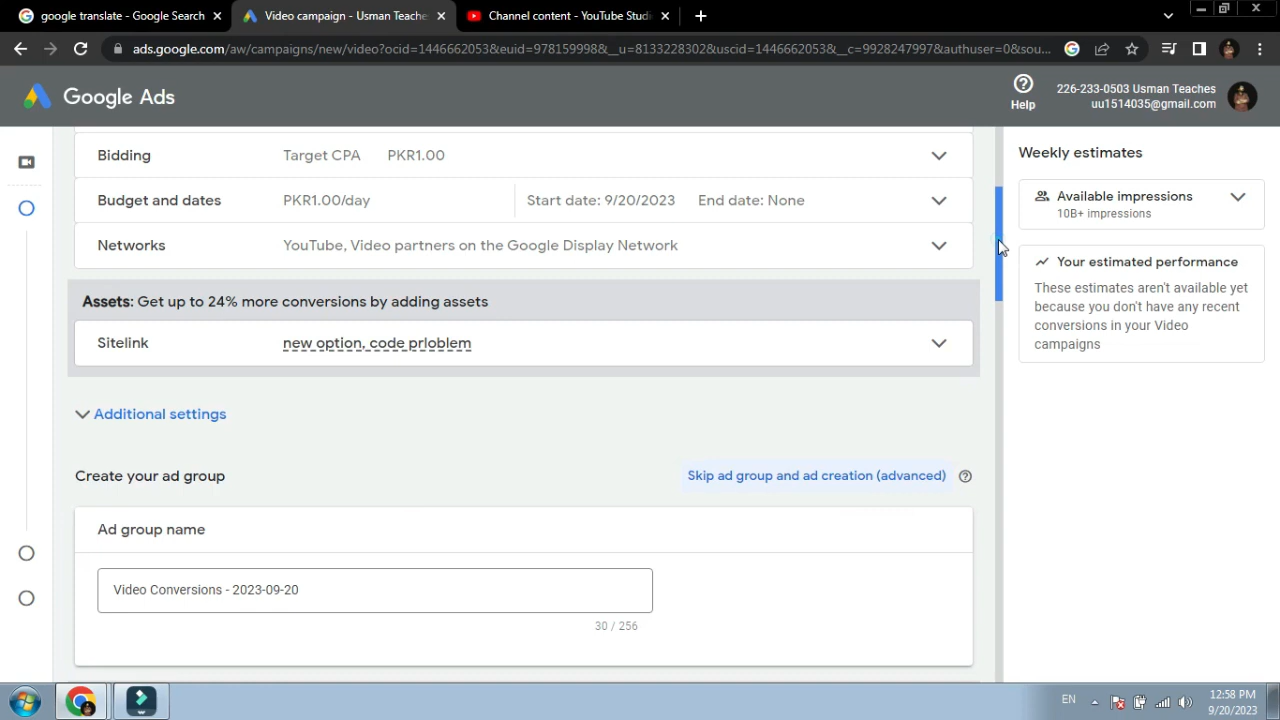 google translate - Google Search
Video campaign - Usman Teache
Channel content - YouTube Studi
ads.google.com/aw/campaigns/new/video?ocid=1446662053&euid=978159998&__u=8133228302&uscid=1446662053&__c=9928247997&authuser=0&sou...
Google Ads
Help
226-233-0503 Usman Teaches
uu1514035@gmail.com
Bidding Target CPA PKR1.00
Budget and dates PKR1.00/day Start date: 9/20/2023 End date: None
Networks YouTube, Video partners on the Google Display Network
Assets: Get up to 24% more conversions by adding assets
Sitelink new option, code prloblem
Additional settings
Create your ad group Skip ad group and ad creation (advanced)
Ad group name
Video Conversions - 2023-09-20
30 / 256
Weekly estimates
Available impressions
10B+ impressions
Your estimated performance
These estimates aren't available yet
because you don't have any recent
conversions in your Video
campaigns
EN
12:58 PM
9/20/2023